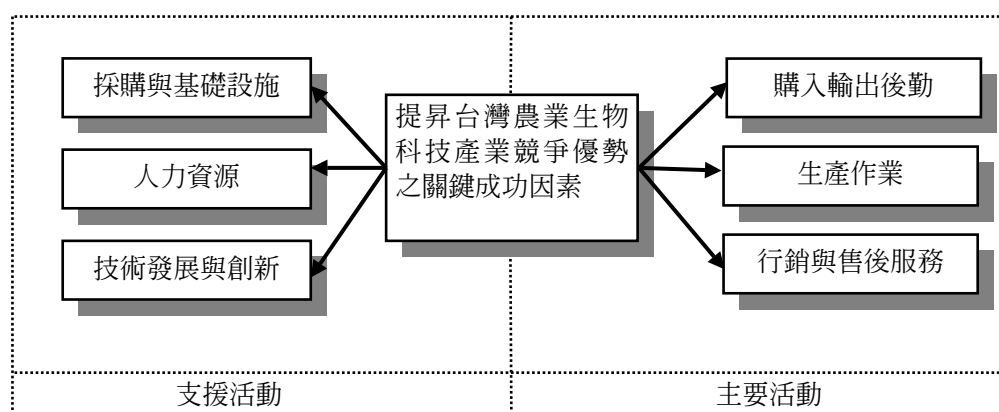 採購與基礎設施
人力資源
技術發展與創新
提昇台灣農業生物
科技產業競爭優勢
之關鍵成功因素
購入輸出後勤
生產作業
行銷與售後服務
支援活動
主要活動